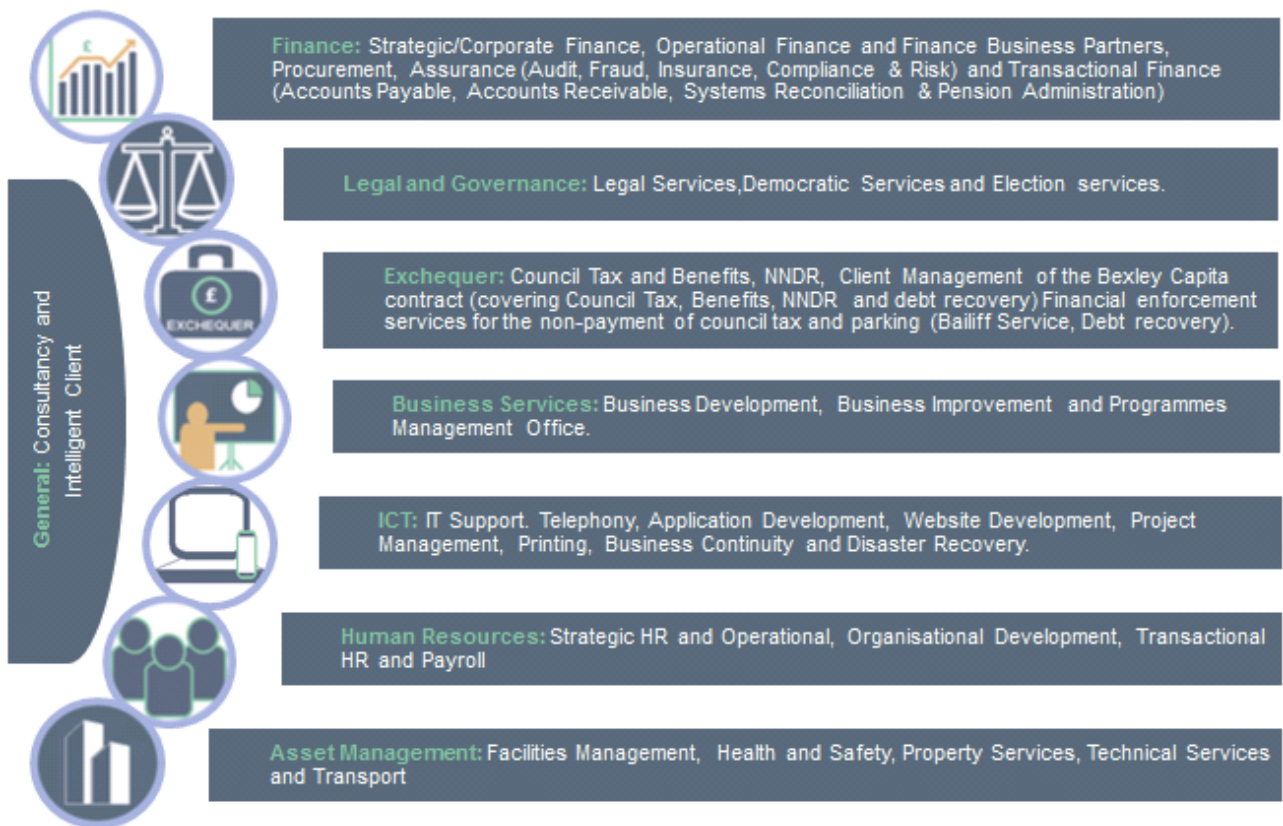 £
Finance: Strategic/Corporate Finance, Operational Finance and Finance Business Partners,
Procurement, Assurance (Audit, Fraud, Insurance, Compliance & Risk) and Transactional Finance
(Accounts Payable, Accounts Receivable, Systems Reconciliation & Pension Administration)
Legal and Governance: Legal Services,Democratic Services and Election services.
General: Consultancy and
Intelligent Client
£
EXCHEQUER
Exchequer: Council Tax and Benefits, NNDR, Client Management of the Bexley Capita
contract (covering Council Tax, Benefits, NNDR and debt recovery) Financial enforcement
services for the non-payment of council tax and parking (Bailiff Service, Debt recovery).
Business Services: Business Development, Business Improvement and Programmes
Management Office.
ICT: IT Support. Telephony, Application Development, Website Development, Project
Management, Printing, Business Continuity and Disaster Recovery.
Human Resources: Strategic HR and Operational, Organisational Development, Transactional
HR and Payroll
Asset Management: Facilities Management, Health and Safety, Property Services, Technical Services
and Transport